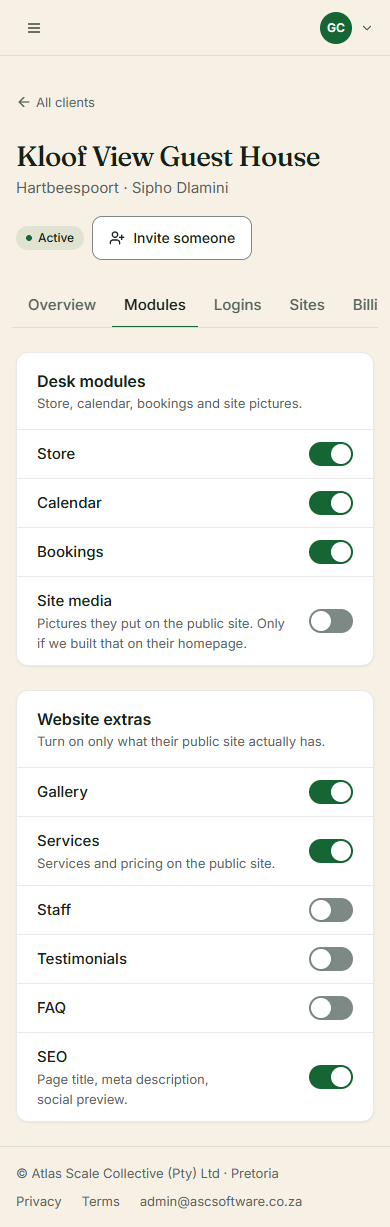 GC
All clients
Kloof View Guest House
Hartbeespoort · Sipho Dlamini
Active
Invite someone
Overview Modules Logins Sites Billi
Desk modules
Store, calendar, bookings and site pictures.
Store
Calendar
Bookings
Site media
Pictures they put on the public site. Only
if we built that on their homepage.
Website extras
Turn on only what their public site actually has.
Gallery
Services
Services and pricing on the public site.
Staff
Testimonials
FAQ
SEO
Page title, meta description,
social preview.
© Atlas Scale Collective (Pty) Ltd · Pretoria
Privacy Terms admin@ascsoftware.co.za